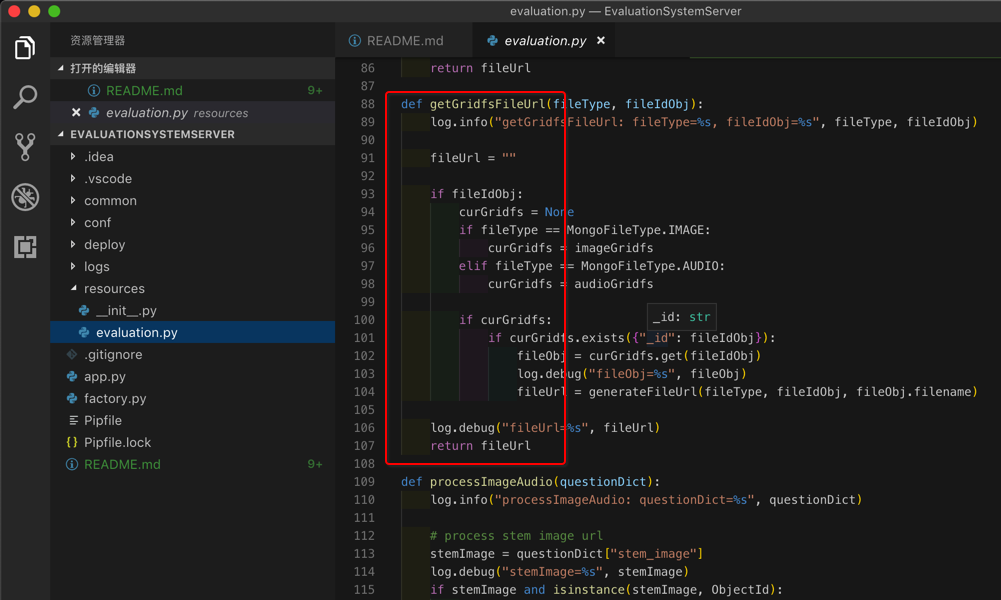 evaluation.py — EvaluationSystemServer
资源管理器
打开的编辑器
README.md 9+
evaluation.py resources
EVALUATIONSYSTEMSERVER
.idea
.vscode
common
conf
deploy
logs
resources
__init__.py
evaluation.py
.gitignore
app.py
factory.py
Pipfile
Pipfile.lock
README.md 9+
README.md
evaluation.py
86 return fileUrl
87
88 def getGridfsFileUrl(fileType, fileIdObj):
89 log.info("getGridfsFileUrl: fileType=%s, fileIdObj=%s", fileType, fileIdObj)
90
91 fileUrl = ""
92
93 if fileIdObj:
94 curGridfs = None
95 if fileType == MongoFileType.IMAGE:
96 curGridfs = imageGridfs
97 elif fileType == MongoFileType.AUDIO:
98 curGridfs = audioGridfs
99
_id: str
100 if curGridfs:
101 if curGridfs.exists({"_id": fileIdObj}):
102 fileObj = curGridfs.get(fileIdObj)
103 log.debug("fileObj=%s", fileObj)
104 fileUrl = generateFileUrl(fileType, fileIdObj, fileObj.filename)
105
106 log.debug("fileUrl=%s", fileUrl)
107 return fileUrl
108
109 def processImageAudio(questionDict):
110 log.info("processImageAudio: questionDict=%s", questionDict)
111
112 # process stem image url
113 stemImage = questionDict["stem_image"]
114 log.debug("stemImage=%s", stemImage)
115 if stemImage and isinstance(stemImage, ObjectId):